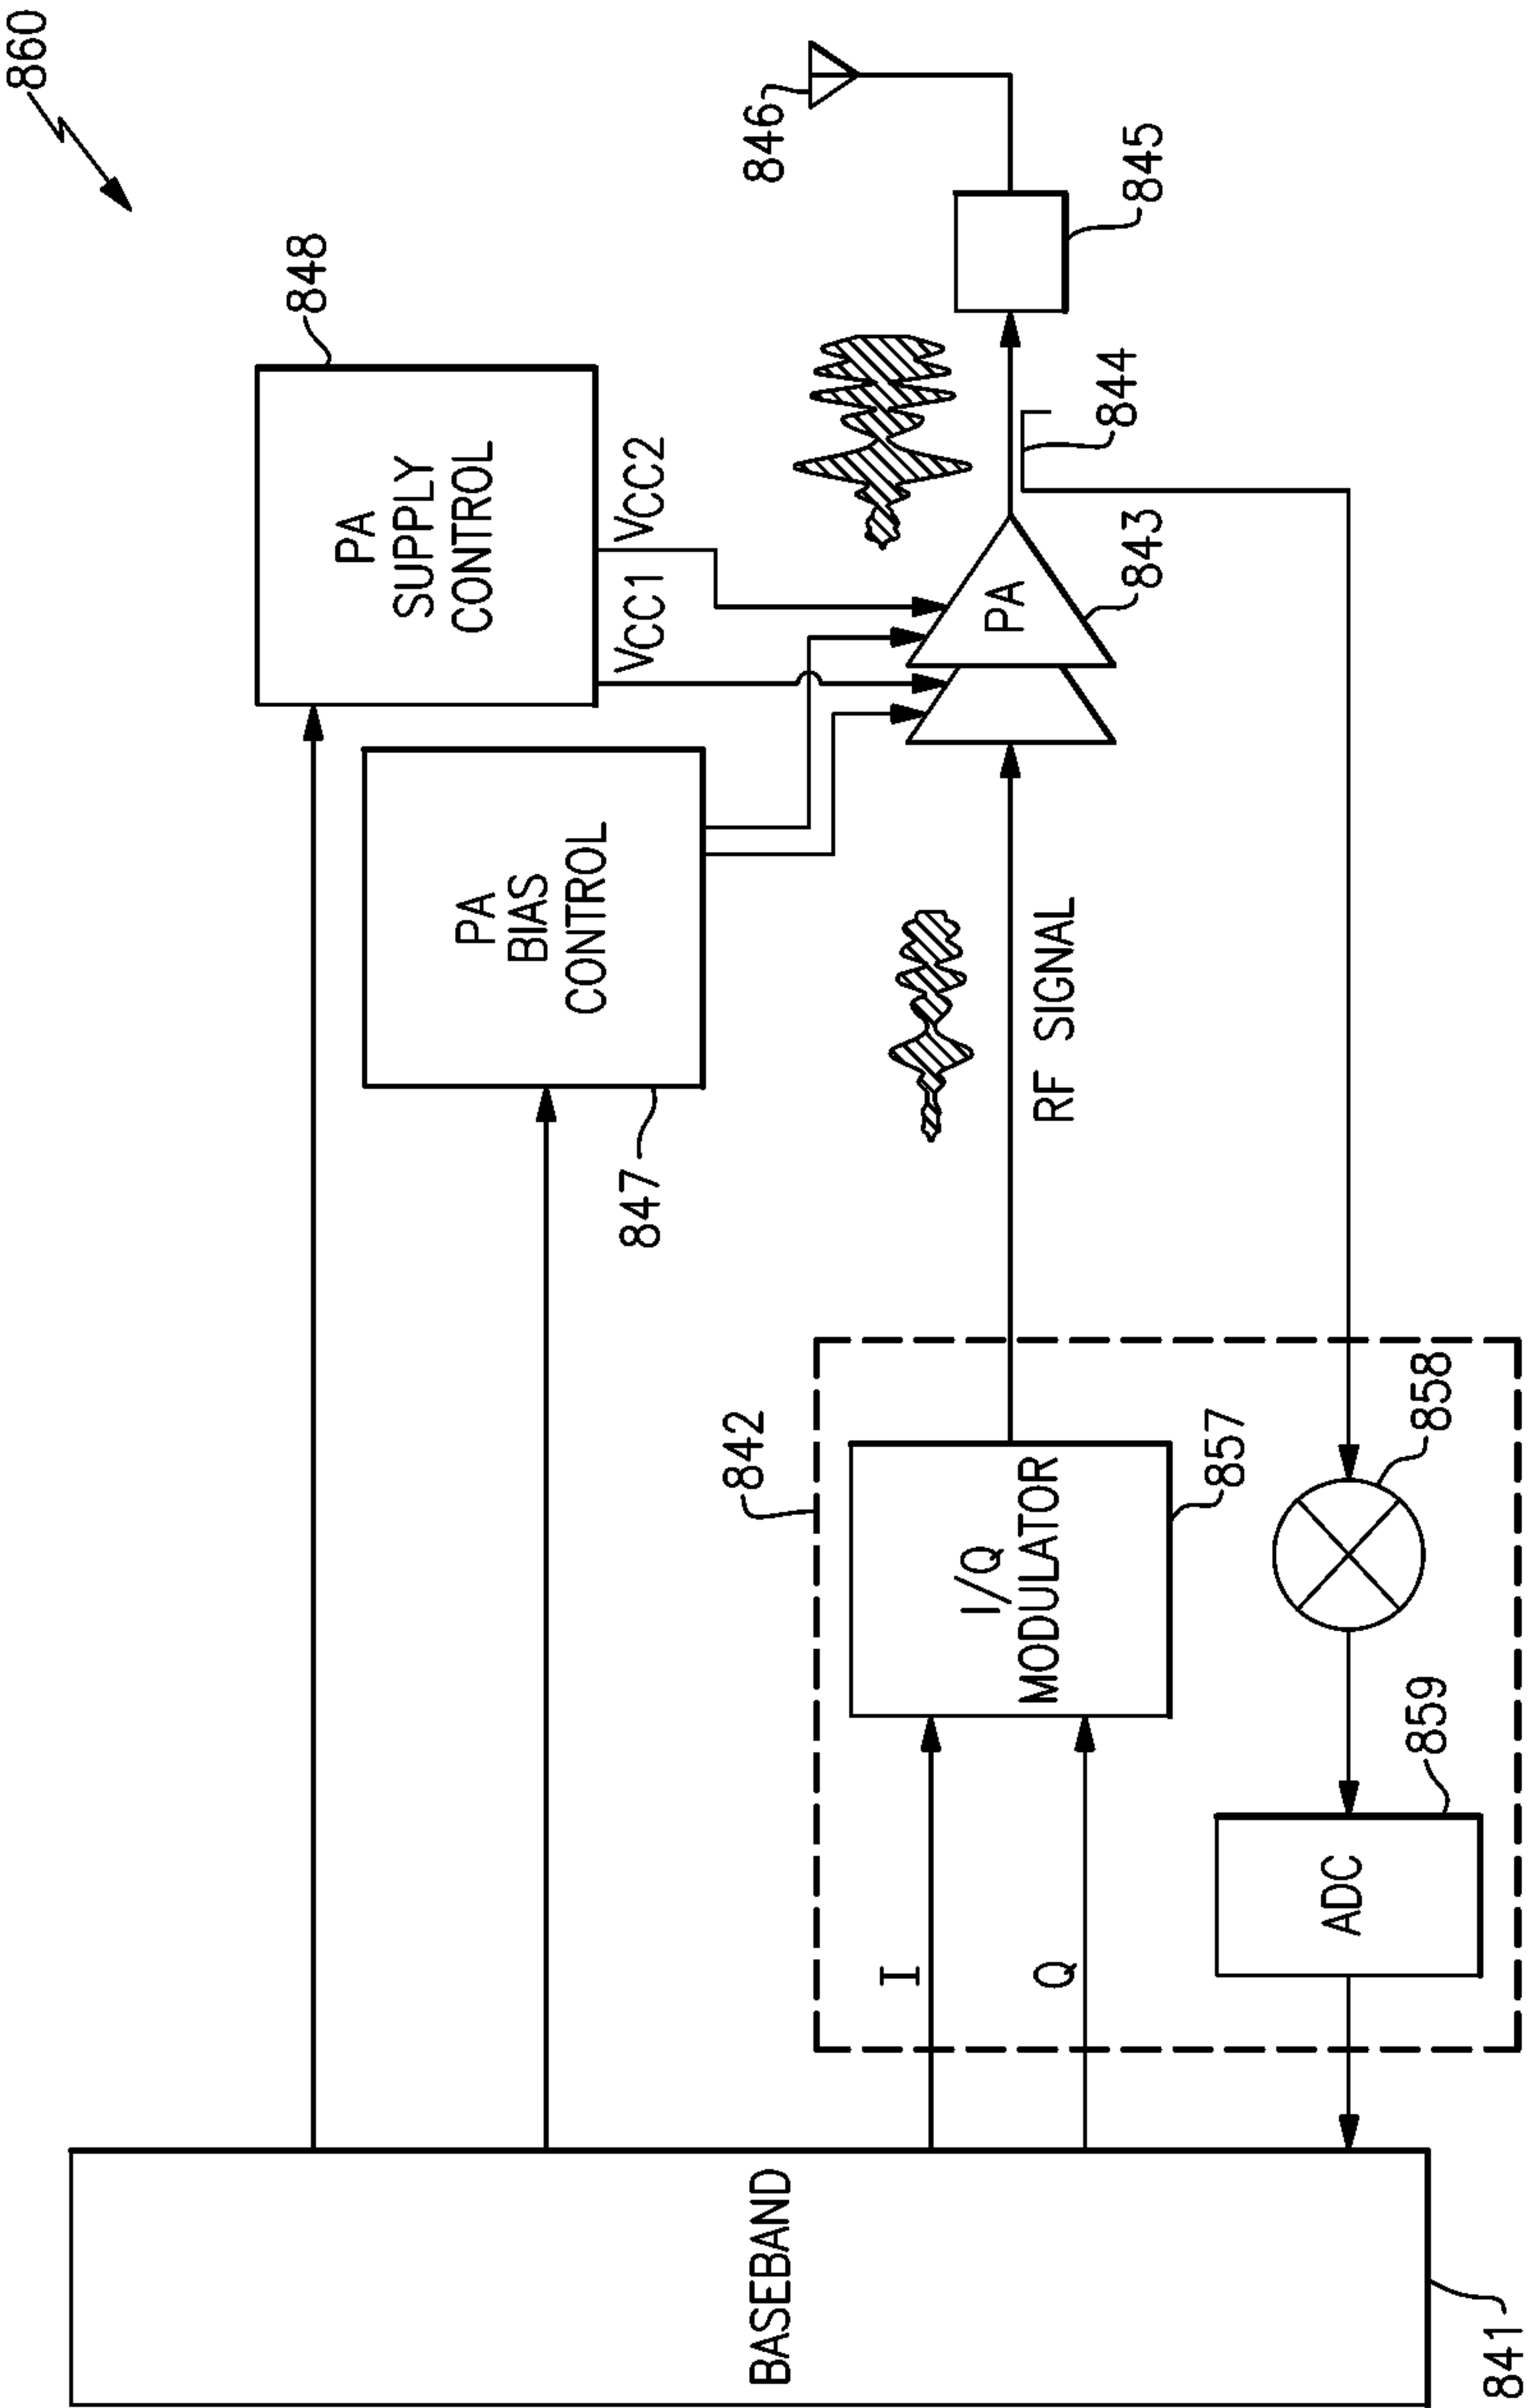 860
848
PA
SUPPLY
CONTROL
VCC1
VCC2
PA
BIAS
CONTROL
847
846
845
844
PA
843
RF SIGNAL
842
I/Q
MODULATOR
857
858
I
Q
ADC
859
BASEBAND
841